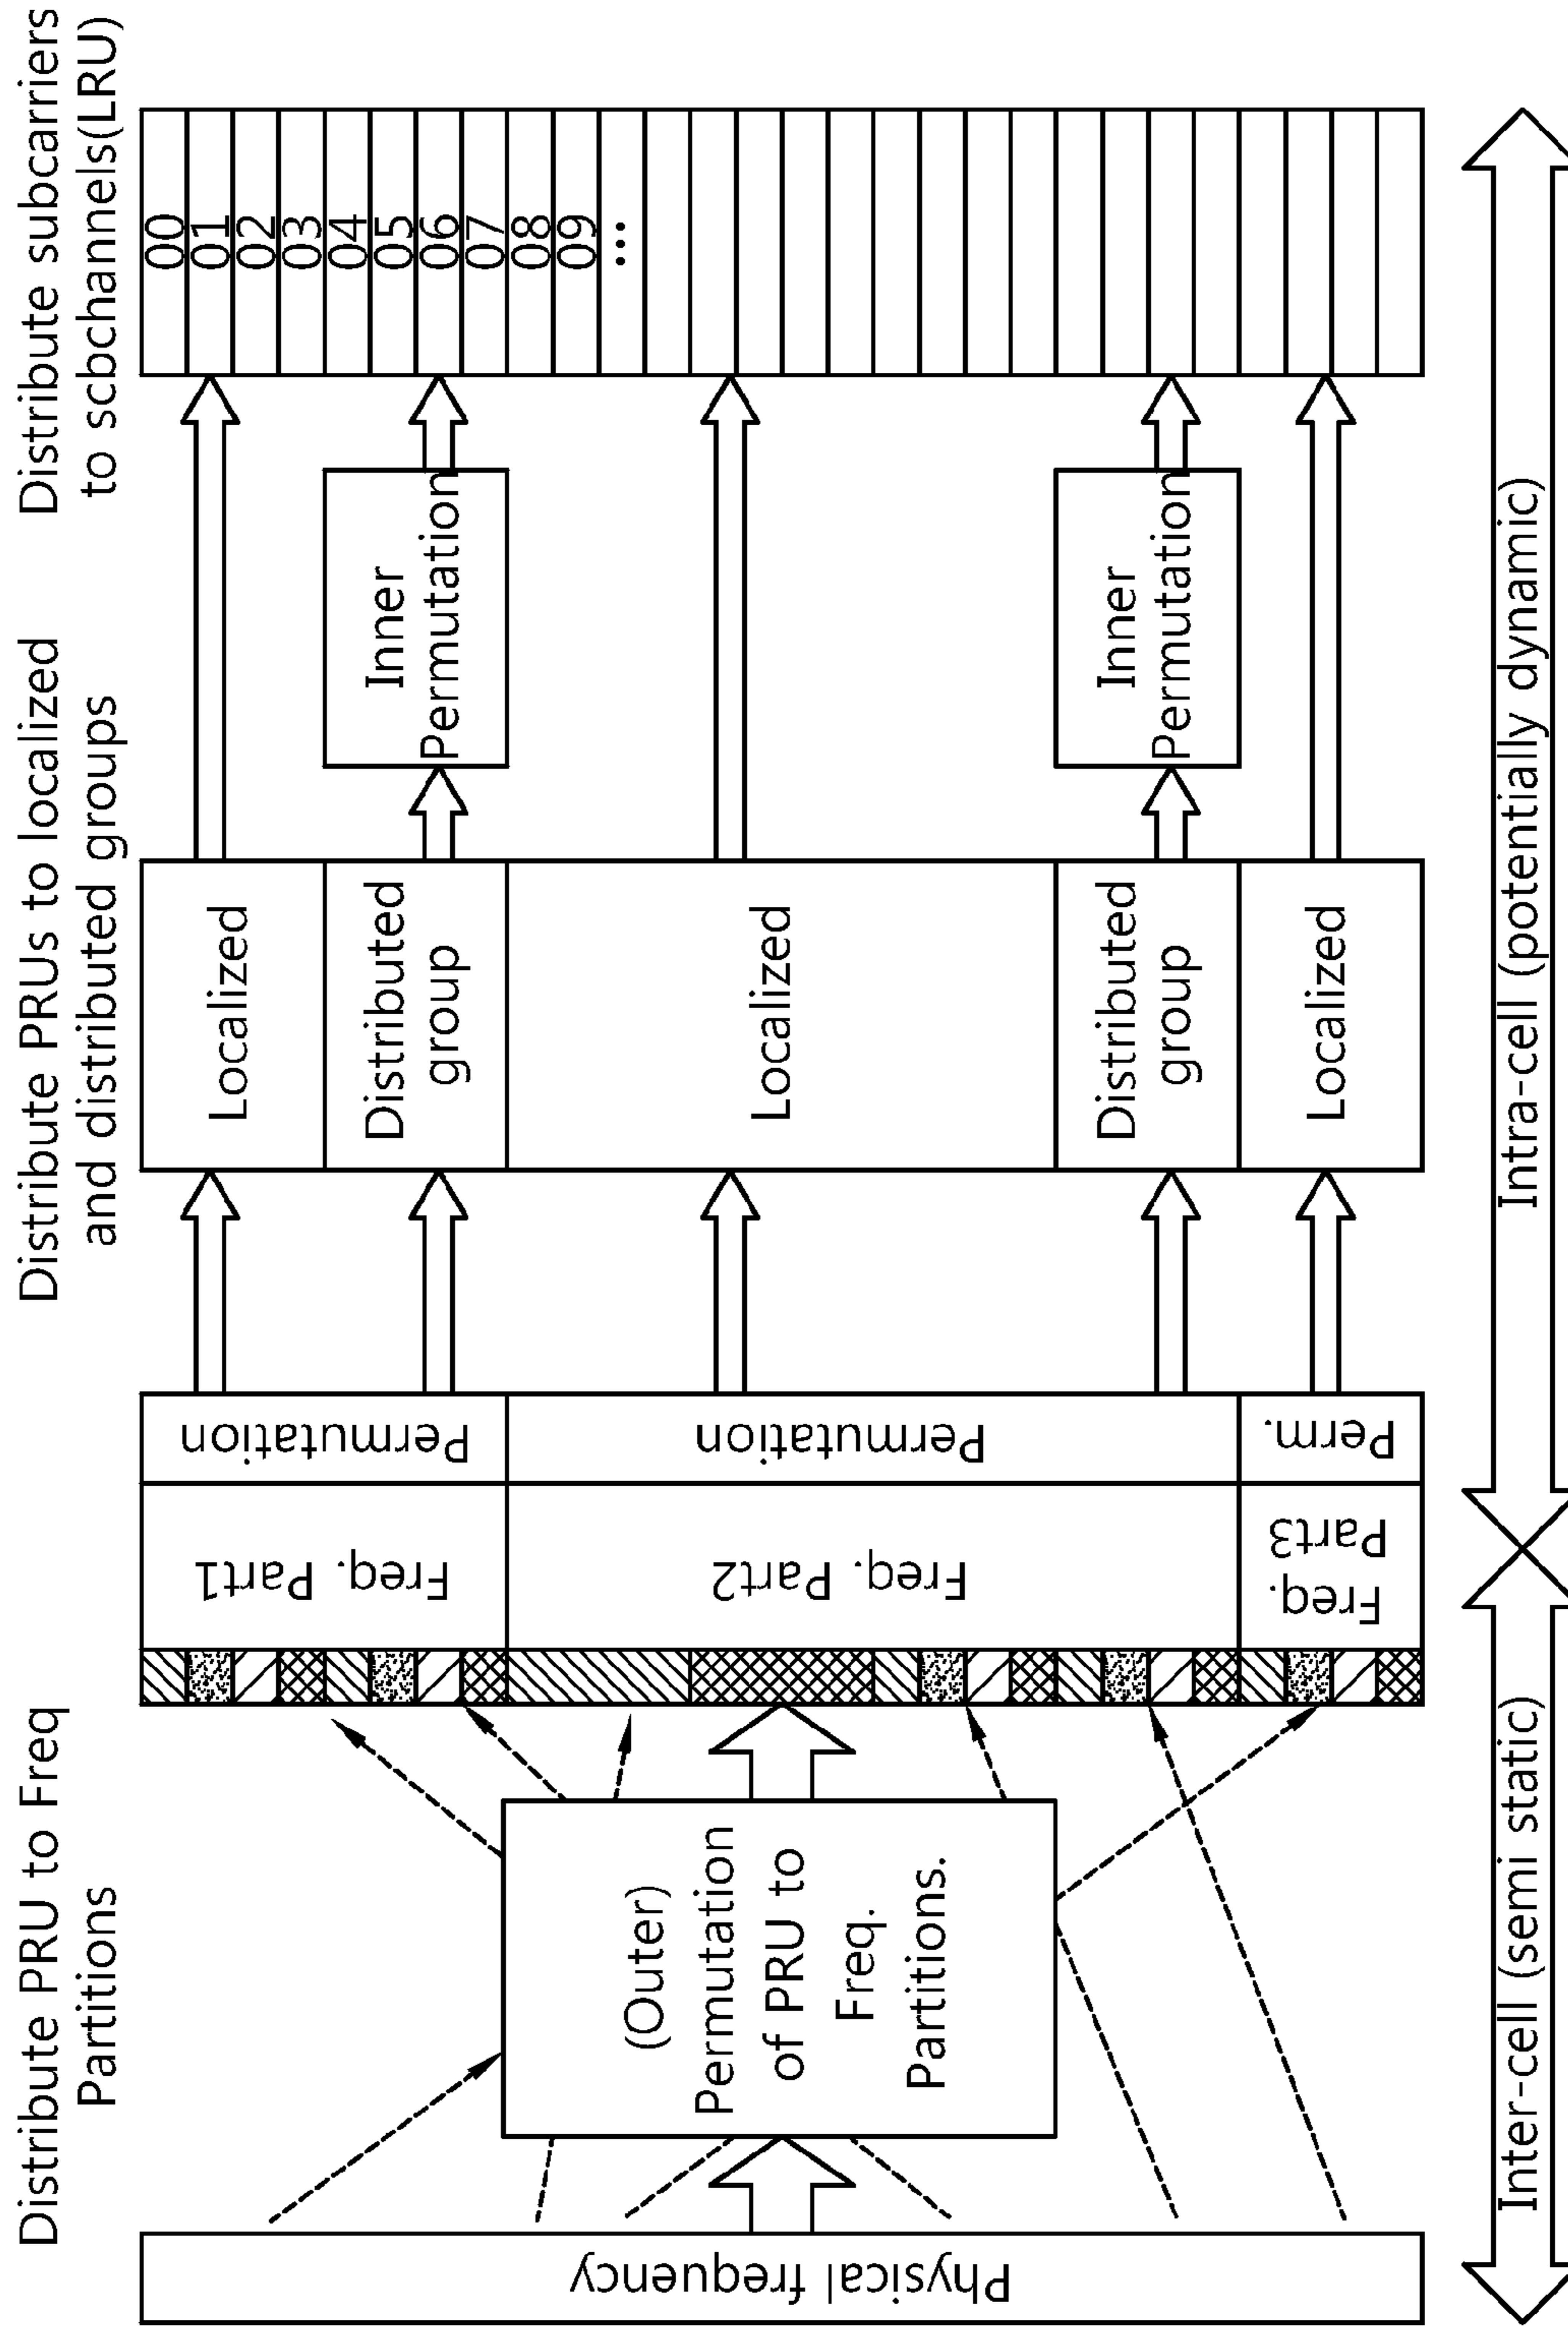 Distribute PRU to Freq
Partitions
Distribute PRUs to localized
and distributed groups
Distribute subcarriers
to scbchannels(LRU)
Physical frequency
(Outer)
Permutation
of PRU to
Freq.
Partitions.
Freq. Part1
Freq. Part2
Freq.
Part3
Permutation
Permutation
Perm.
Localized
Distributed
group
Localized
Distributed
group
Localized
Inner
Permutation
Inner
Permutation
00
01
02
03
04
05
06
07
08
09
...
Inter-cell (semi static)
Intra-cell (potentially dynamic)